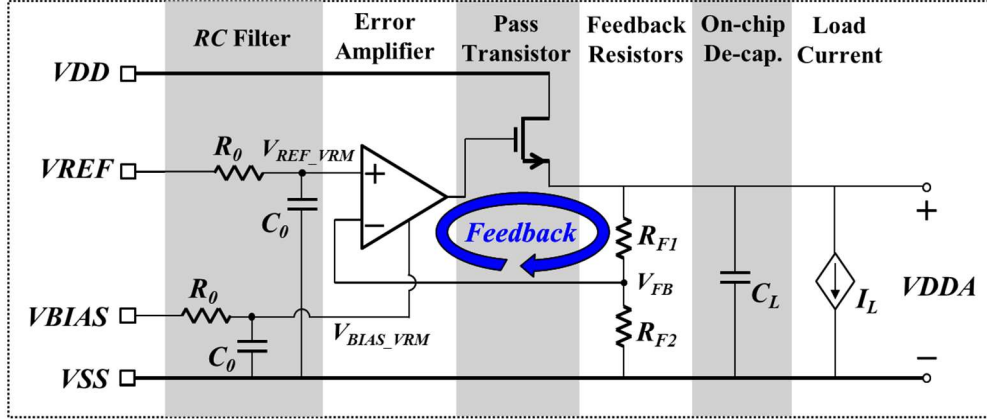 RC Filter
Error Amplifier
Pass Transistor
Feedback Resistors
On-chip De-cap.
Load Current
VDD
VREF
R0
VREF_VRM
C0
+
−
Feedback
RF1
VFB
RF2
CL
IL
+
VDDA
−
VBIAS
R0
C0
VBIAS_VRM
VSS